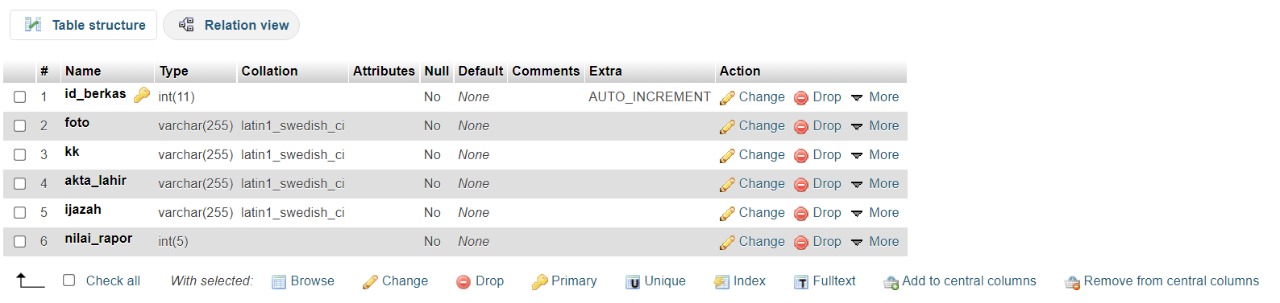 Table structure Relation view
# Name Type Collation Attributes Null Default Comments Extra Action
1 id_berkas int(11) No None AUTO_INCREMENT Change Drop More
2 foto varchar(255) latin1_swedish_ci No None Change Drop More
3 kk varchar(255) latin1_swedish_ci No None Change Drop More
4 akta_lahir varchar(255) latin1_swedish_ci No None Change Drop More
5 ijazah varchar(255) latin1_swedish_ci No None Change Drop More
6 nilai_rapor int(5) No None Change Drop More
Check all With selected: Browse Change Drop Primary Unique Index Fulltext Add to central columns Remove from central columns